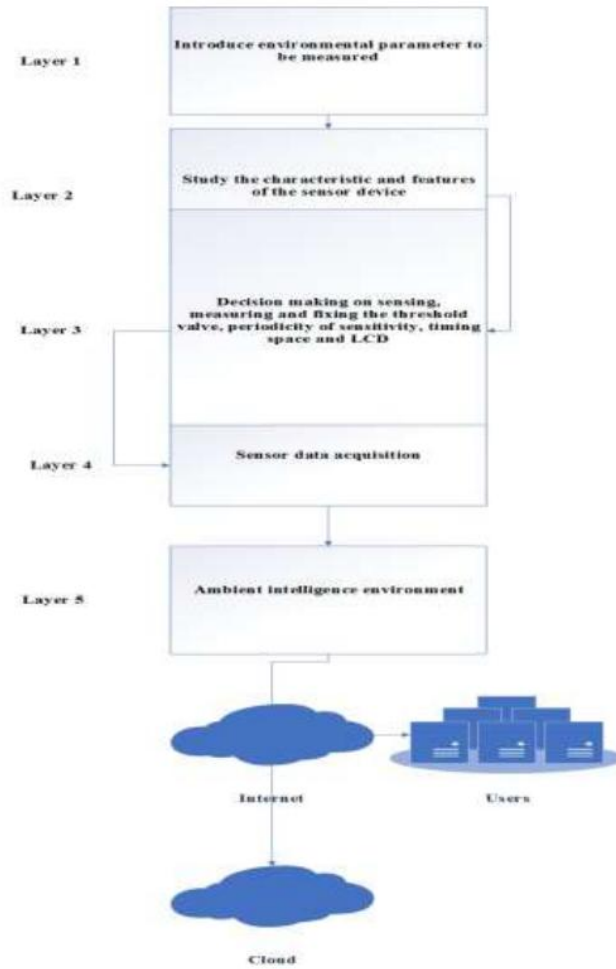 Introduce environmental parameter to
be measured
Layer 1
Study the characteristic and features
of the sensor device
Layer 2
Decision making on sensing,
measuring and fixing the threshold
valve, periodicity of sensitivity, timing
space and LCD
Layer 3
Sensor data acquisition
Layer 4
Ambient intelligence environment
Layer 5
Internet
Users
Cloud